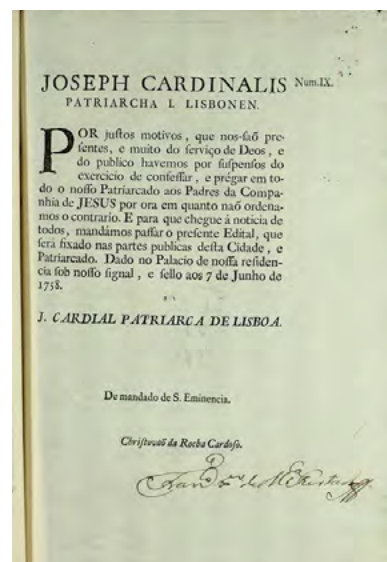 JOSEPH CARDINALIS Num.IX.
PATRIARCHA I. LISBONEN.
POR juſtos motivos, que nos-ſaõ pre-
ſentes, e muito do ſerviço de Deos, e
do publico havemos por ſuſpenſos do
exercicio de confeſſar, e prégar em to-
do o noſſo Patriarcado aos Padres da Compa-
nhia de JESUS por ora em quanto naõ ordena-
mos o contrario. E para que chegue á noticia de
todos, mandámos paſſar o preſente Edital, que
ſerá fixado nas partes publicas deſta Cidade, e
Patriarcado. Dado no Palacio de noſſa reſiden-
cia ſob noſſo ſignal, e ſello aos 7 de Junho de
1758.
J. CARDIAL PATRIARCA DE LISBOA.
De mandado de S. Eminencia.
Chriſtovaõ da Rocha Cardoſo.